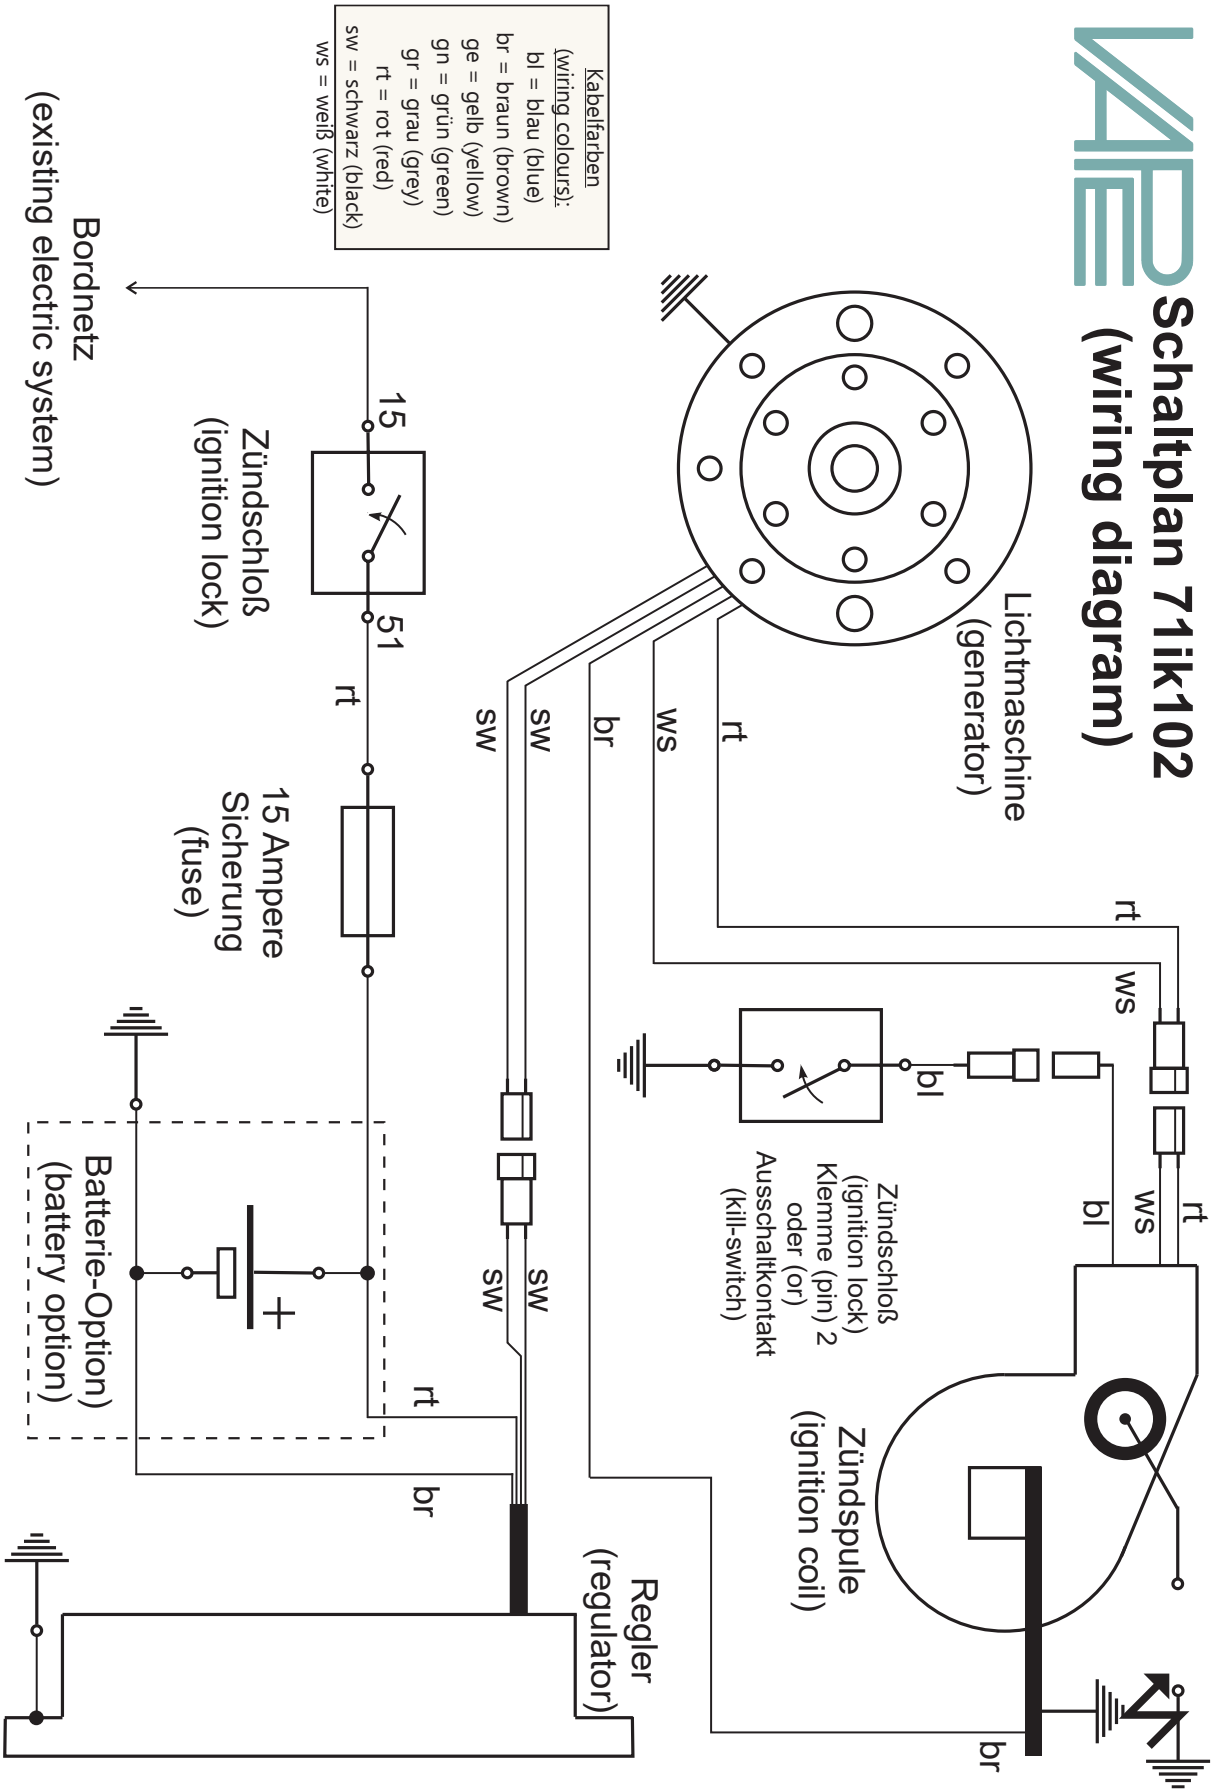 VAPE
Schaltplan 71ik102
(wiring diagram)
Kabelfarben
(wiring colours):
bl = blau (blue)
br = braun (brown)
ge = gelb (yellow)
gn = grün (green)
gr = grau (grey)
rt = rot (red)
sw = schwarz (black)
ws = weiß (white)
Lichtmaschine
(generator)
rt
ws
br
sw
sw
rt
ws
rt
ws
bl
bl
Zündschloß
(ignition lock)
Klemme (pin) 2
oder (or)
Ausschaltkontakt
(kill-switch)
Zündspule
(ignition coil)
br
sw
sw
Regler
(regulator)
rt
br
Bordnetz
(existing electric system)
15
Zündschloß
(ignition lock)
51
rt
15 Ampere
Sicherung
(fuse)
+
Batterie-Option)
(battery option)